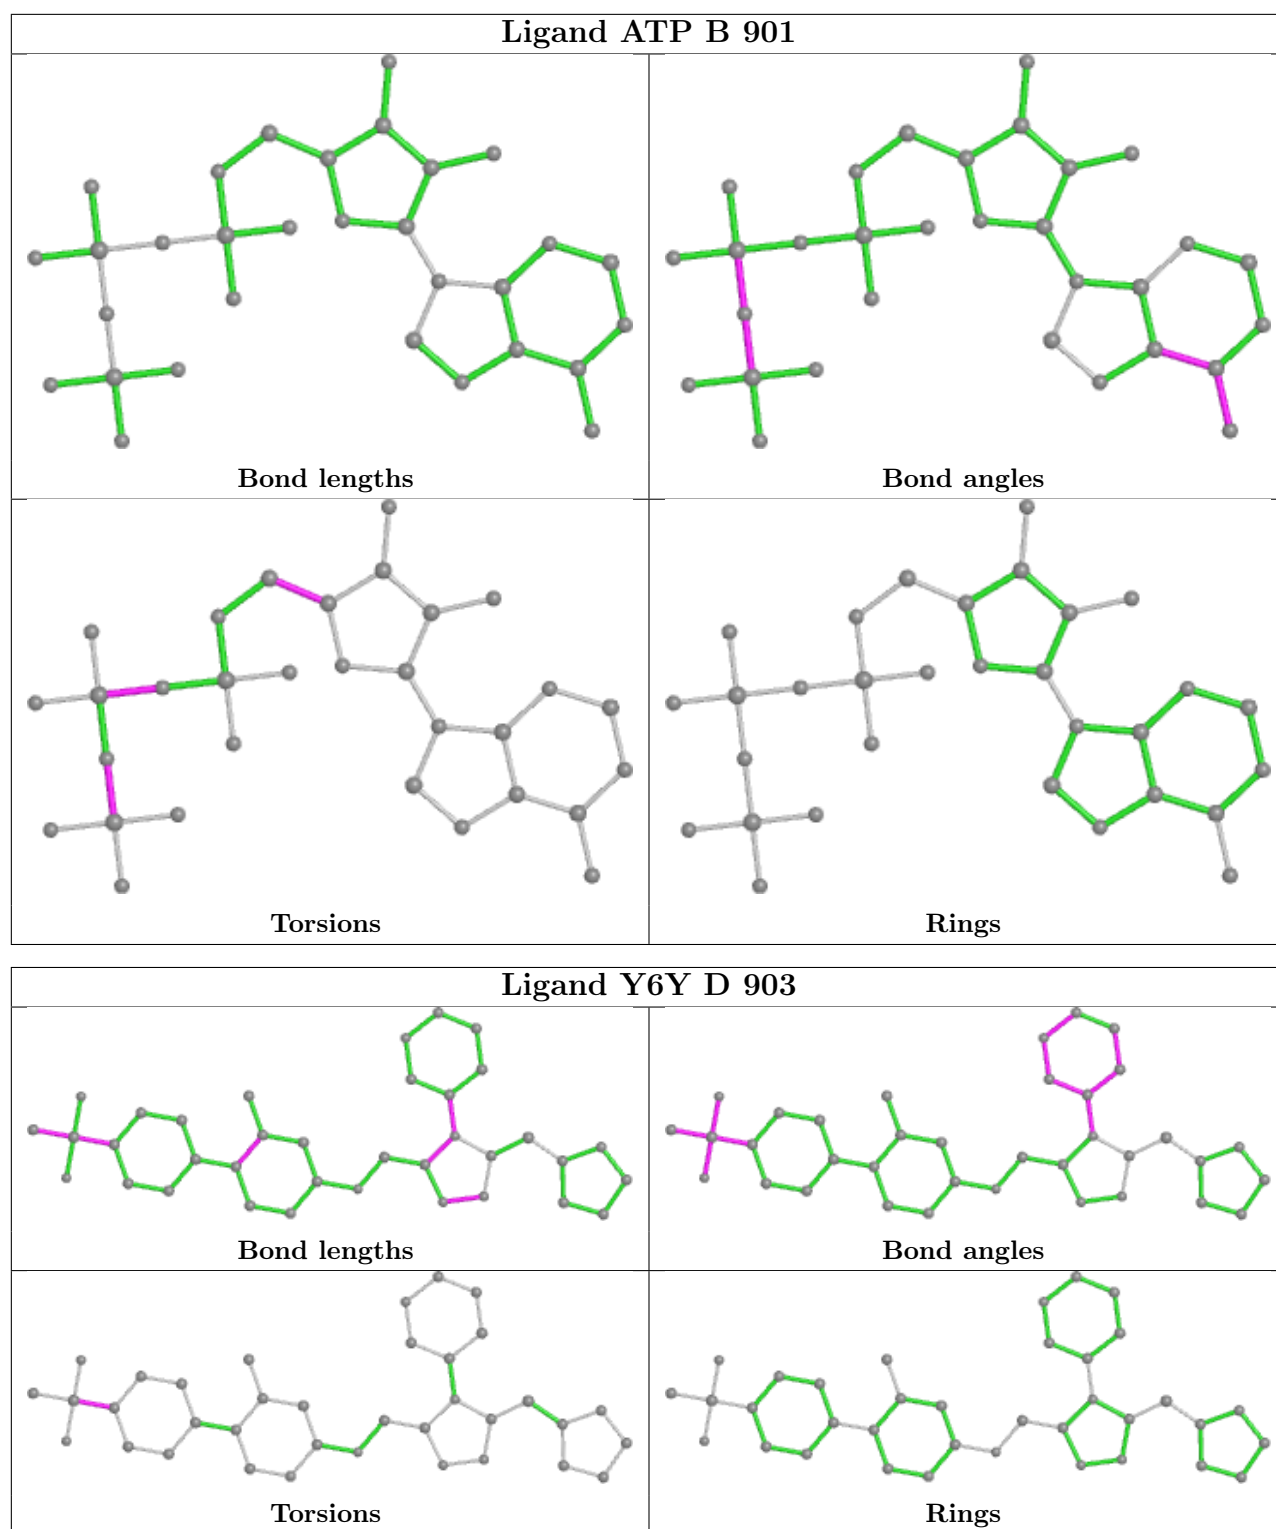 Ligand ATP B 901
Bond lengths
Bond angles
Torsions
Rings
Ligand Y6Y D 903
Bond lengths
Bond angles
Torsions
Rings